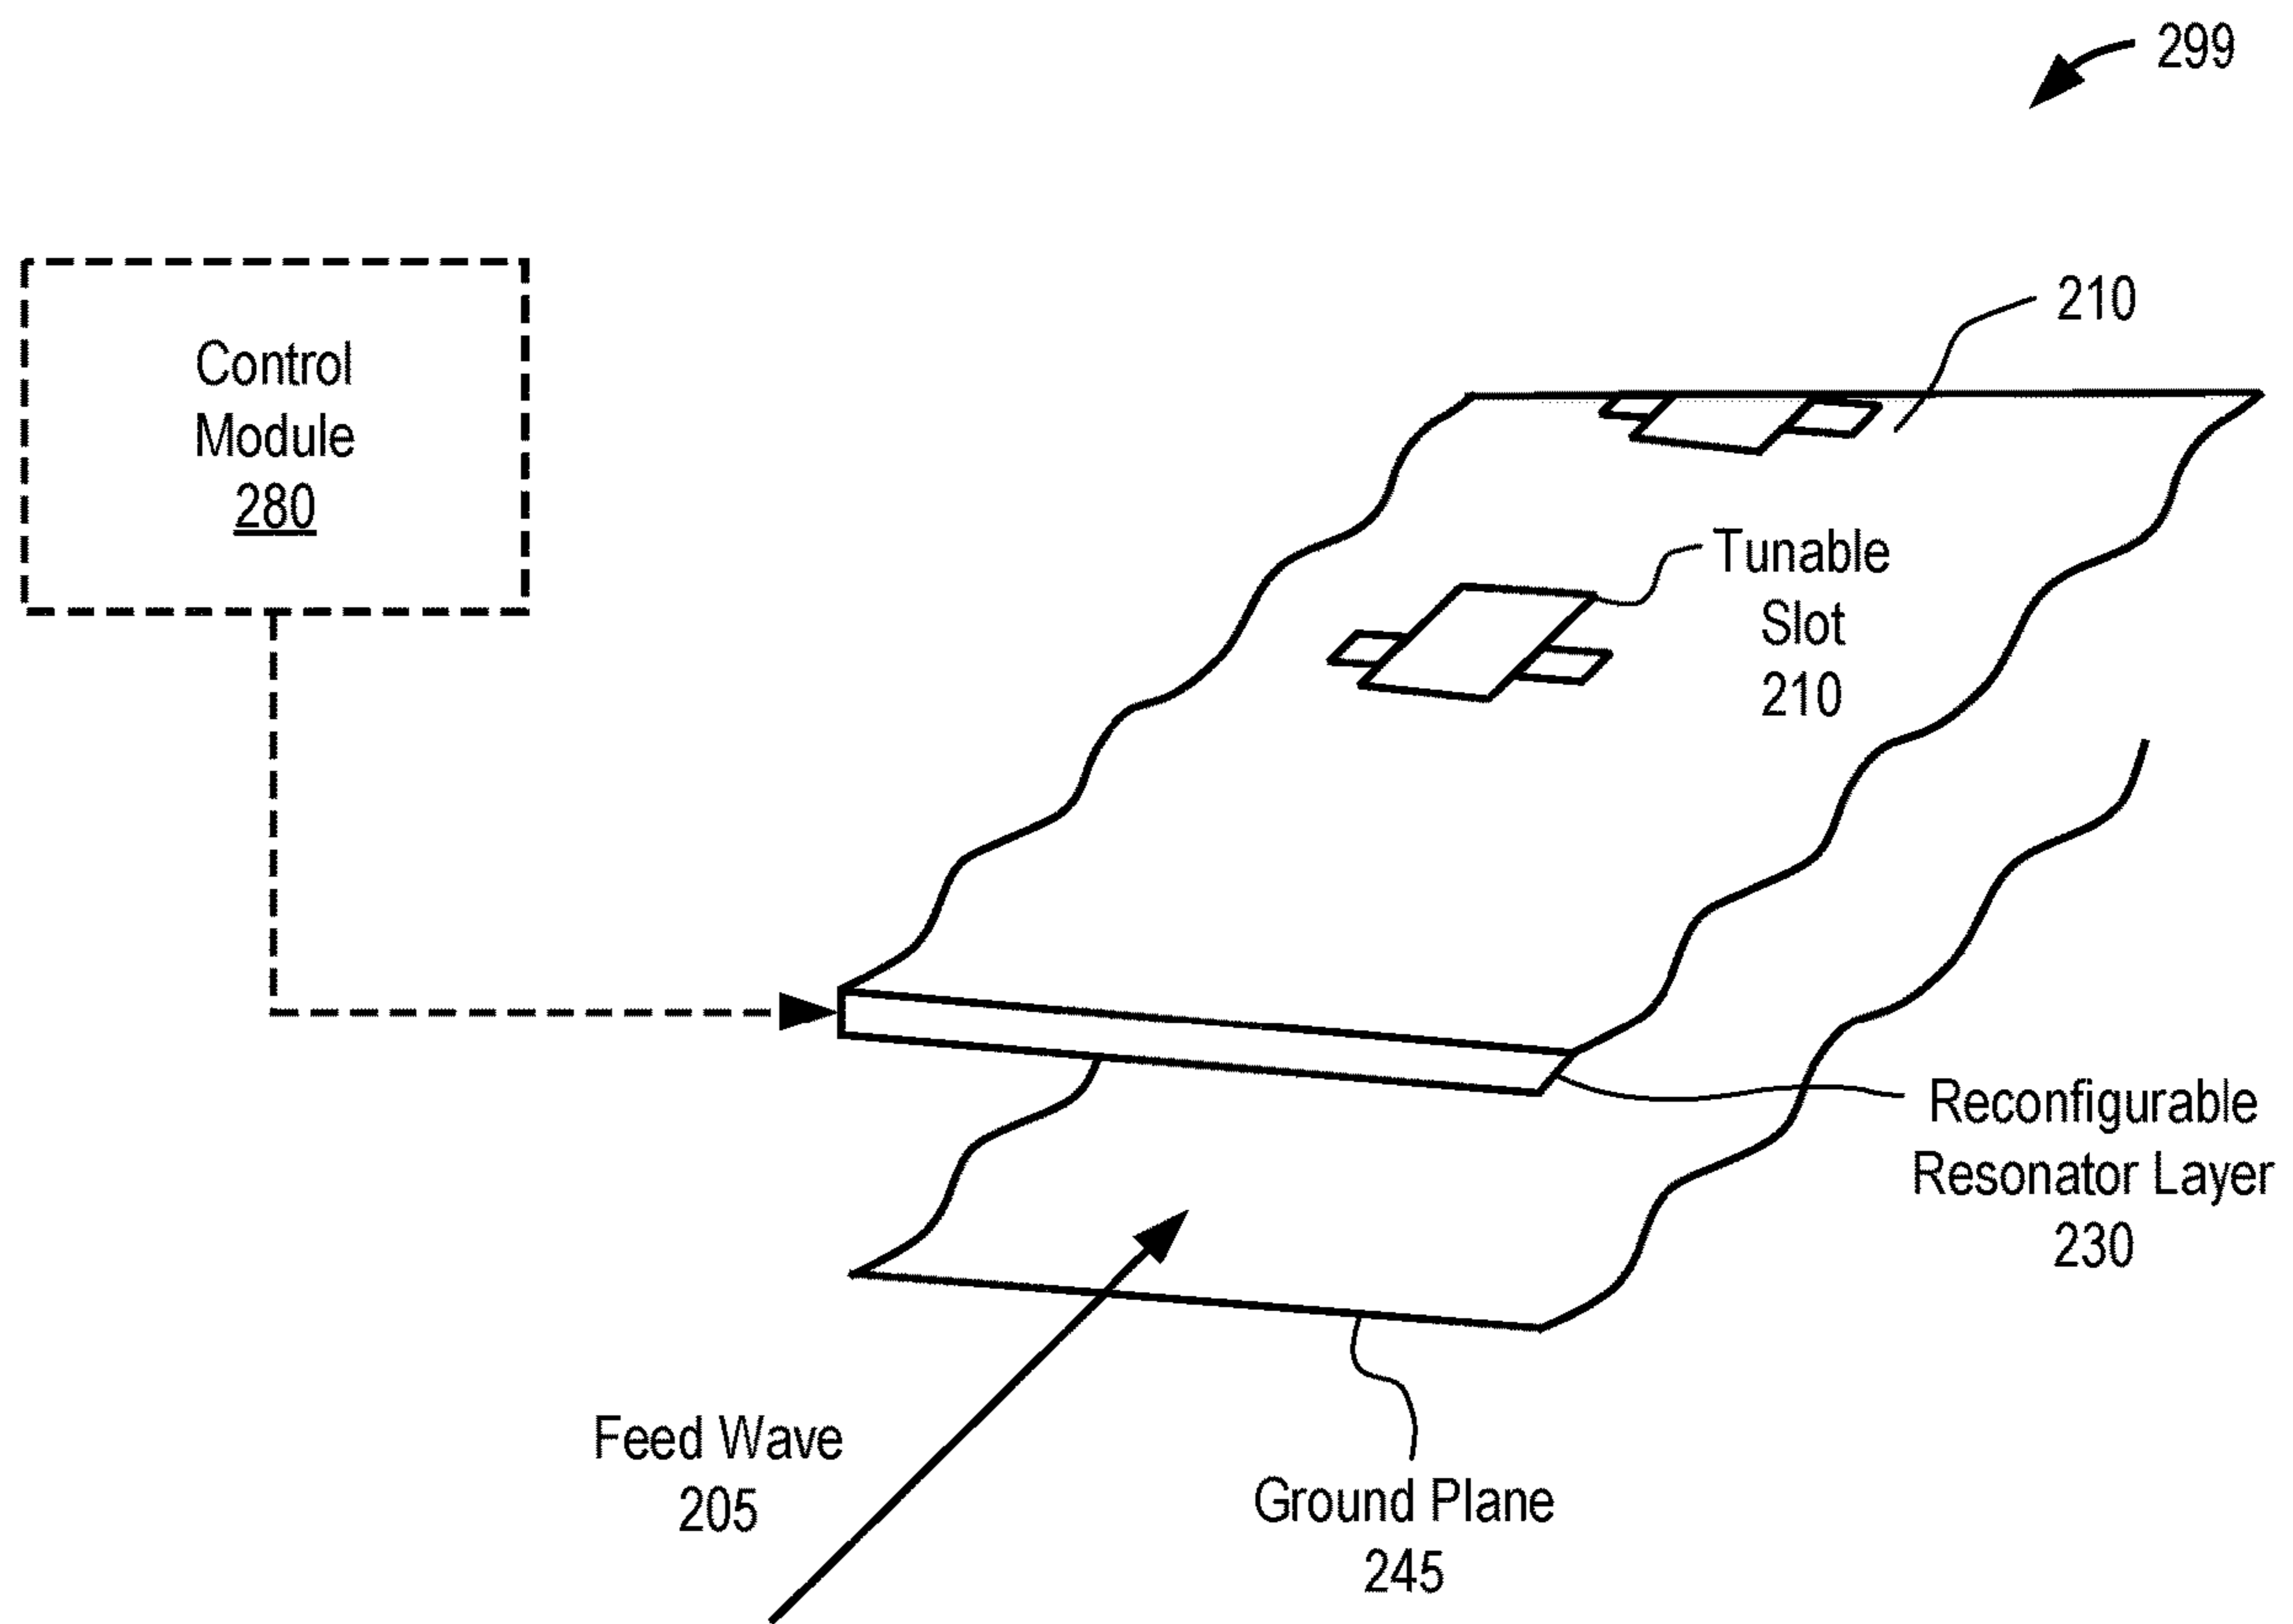 299
Control
Module
280
210
Tunable
Slot
210
Reconfigurable
Resonator Layer
230
Feed Wave
205
Ground Plane
245